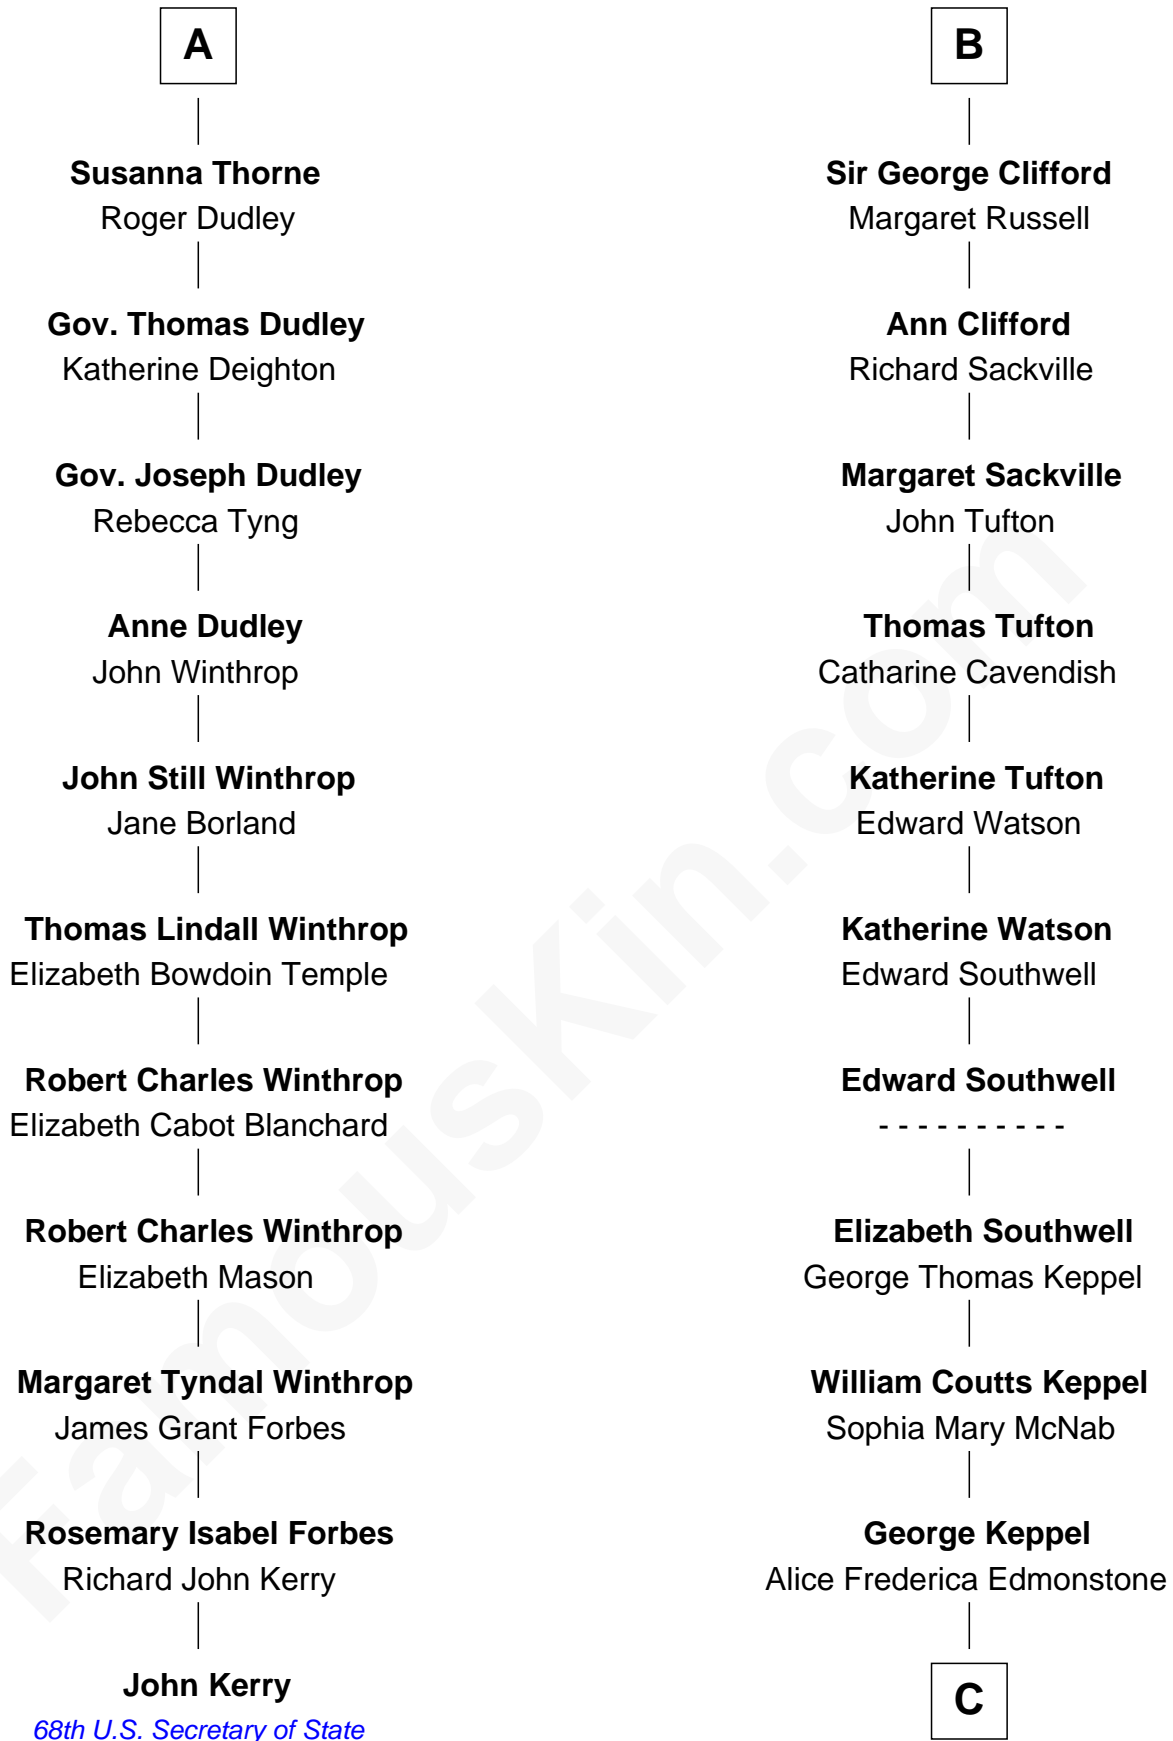 A
Susanna Thorne
Roger Dudley
Gov. Thomas Dudley
Katherine Deighton
Gov. Joseph Dudley
Rebecca Tyng
Anne Dudley
John Winthrop
John Still Winthrop
Jane Borland
Thomas Lindall Winthrop
Elizabeth Bowdoin Temple
Robert Charles Winthrop
Elizabeth Cabot Blanchard
Robert Charles Winthrop
Elizabeth Mason
Margaret Tyndal Winthrop
James Grant Forbes
Rosemary Isabel Forbes
Richard John Kerry
John Kerry
68th U.S. Secretary of State
B
Sir George Clifford
Margaret Russell
Ann Clifford
Richard Sackville
Margaret Sackville
John Tufton
Thomas Tufton
Catharine Cavendish
Katherine Tufton
Edward Watson
Katherine Watson
Edward Southwell
Edward Southwell
- - - - - - - - - -
Elizabeth Southwell
George Thomas Keppel
William Coutts Keppel
Sophia Mary McNab
George Keppel
Alice Frederica Edmonstone
C
FamousKin.com